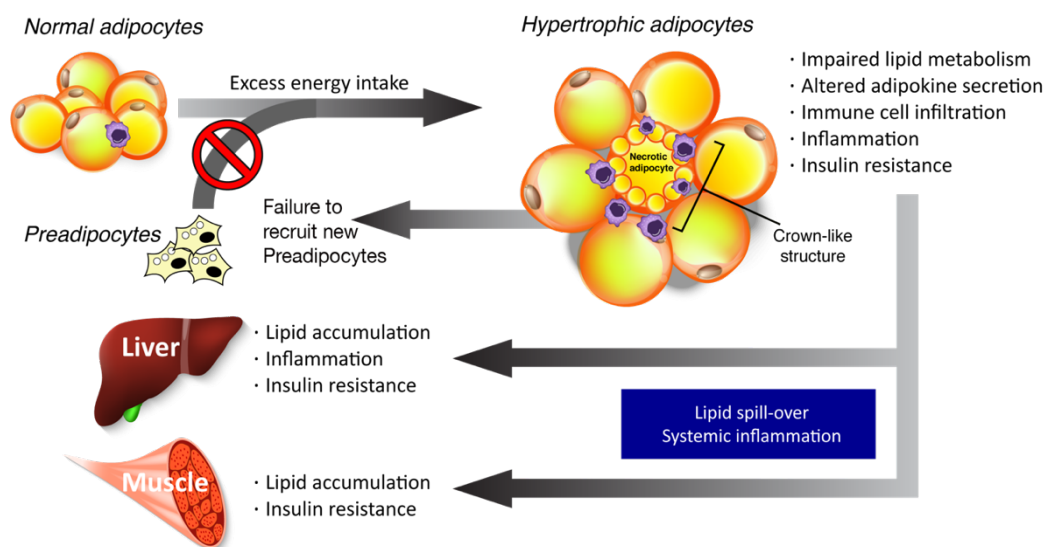 Normal adipocytes
Hypertrophic adipocytes
Excess energy intake
· Impaired lipid metabolism
· Altered adipokine secretion
· Immune cell infiltration
· Inflammation
· Insulin resistance
Necrotic
adipocyte
Preadipocytes
Failure to
recruit new
Preadipocytes
Crown-like
structure
Liver
· Lipid accumulation
· Inflammation
· Insulin resistance
Lipid spill-over
Systemic inflammation
Muscle
· Lipid accumulation
· Insulin resistance